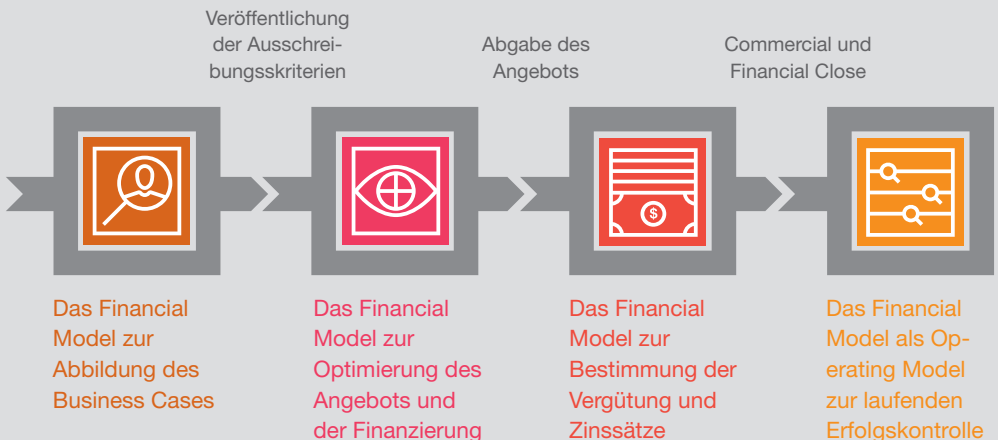 Veröffentlichung
der Ausschrei-
bungsskriterien
Abgabe des
Angebots
Commercial und
Financial Close
$
Das Financial
Model zur
Abbildung des
Business Cases
Das Financial
Model zur
Optimierung des
Angebots und
der Finanzierung
Das Financial
Model zur
Bestimmung der
Vergütung und
Zinssätze
Das Financial
Model als Op-
erating Model
zur laufenden
Erfolgskontrolle